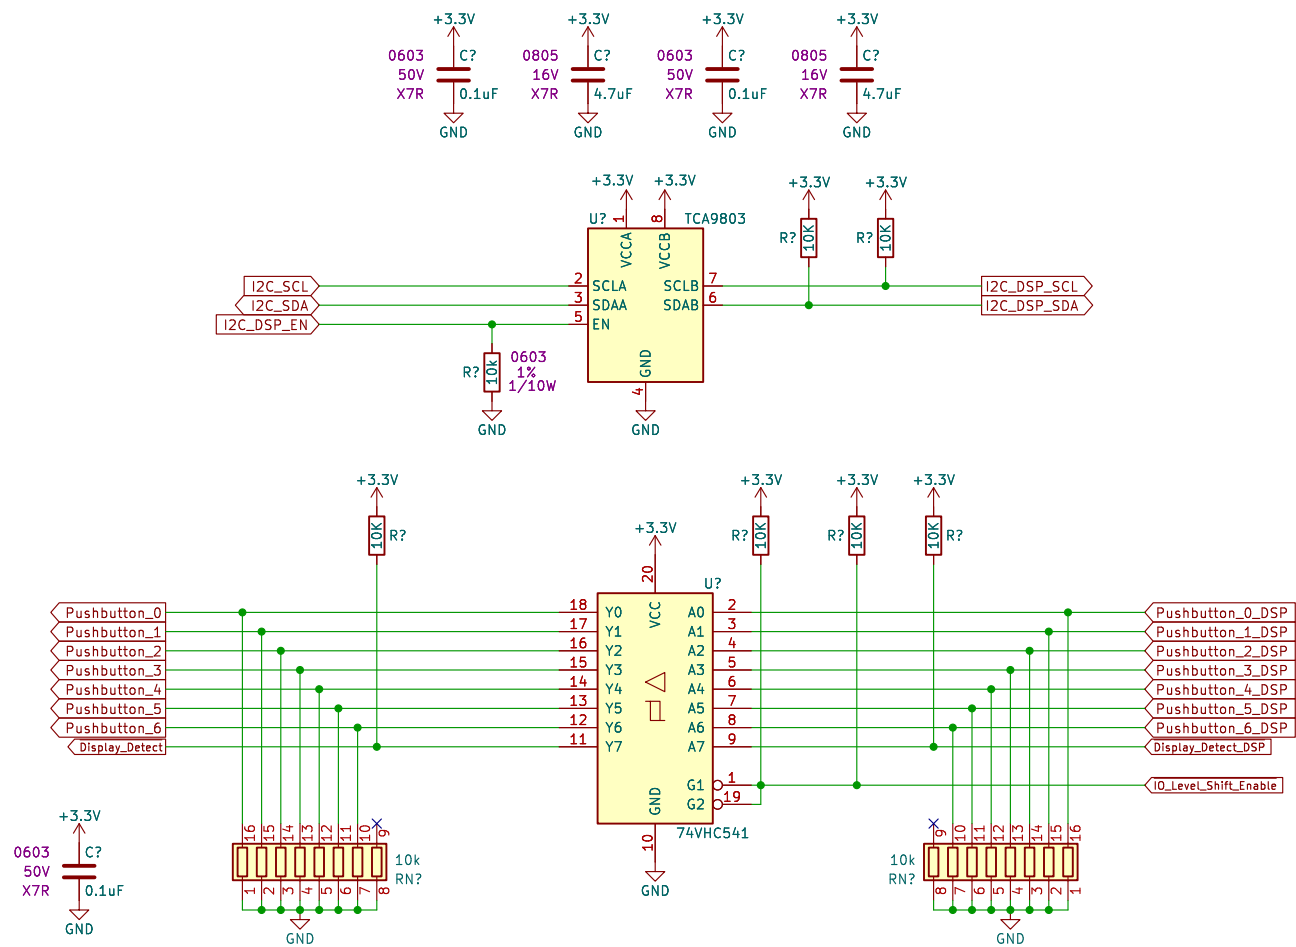 +3.3V +3.3V +3.3V +3.3V
0603 C? 0805 C? 0603 C? 0805 C?
50V 16V 50V 16V
X7R 0.1uF X7R 4.7uF X7R 0.1uF X7R 4.7uF
GND GND GND GND
+3.3V +3.3V +3.3V +3.3V
U? 1 8 TCA9803
VCCA VCCB R? 10K R? 10K
I2C_SCL 2 SCLA SCLB 7 I2C_DSP_SCL
I2C_SDA 3 SDAA SDAB 6 I2C_DSP_SDA
I2C_DSP_EN 5 EN
R? 10k 0603 GND
1%
1/10W
4
GND GND
+3.3V +3.3V +3.3V +3.3V
+3.3V
10K R? R? 10K R? 10K 10K R?
20
U?
VCC
Pushbutton_0 18 Y0 A0 2 Pushbutton_0_DSP
Pushbutton_1 17 Y1 A1 3 Pushbutton_1_DSP
Pushbutton_2 16 Y2 A2 4 Pushbutton_2_DSP
Pushbutton_3 15 Y3 A3 5 Pushbutton_3_DSP
Pushbutton_4 14 Y4 A4 6 Pushbutton_4_DSP
Pushbutton_5 13 Y5 A5 7 Pushbutton_5_DSP
Pushbutton_6 12 Y6 A6 8 Pushbutton_6_DSP
Display_Detect 11 Y7 A7 9 Display_Detect_DSP
G1 1 IO_Level_Shift_Enable
GND G2 19
+3.3V
16 15 14 13 12 11 10 9 10 74VHC541 9 10 11 12 13 14 15 16
0603 C?
50V 10k 10k
X7R 0.1uF RN? RN?
1 2 3 4 5 6 7 8 GND 8 7 6 5 4 3 2 1
GND GND GND